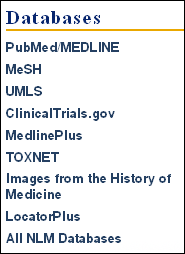 Databases
PubMed/MEDLINE
MeSH
UMLS
ClinicalTrials.gov
MedlinePlus
TOXNET
Images from the History of
Medicine
LocatorPlus
All NLM Databases